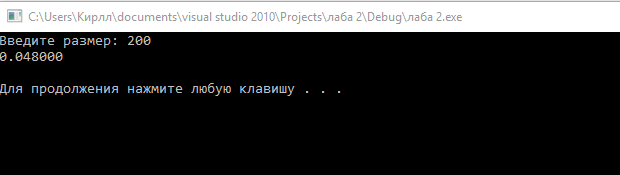 C:\Users\Кирлл\documents\visual studio 2010\Projects\лаба 2\Debug\лаба 2.exe
Введите размер: 200
0.048000
Для продолжения нажмите любую клавишу . . .